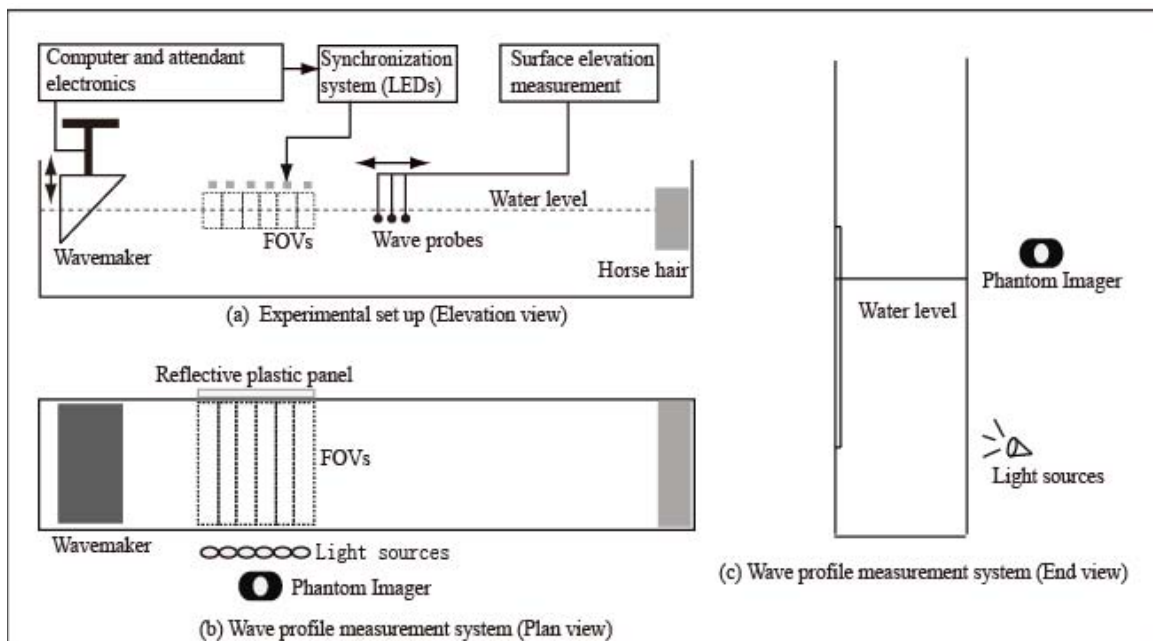 Computer and attendant
electronics
Synchronization
system (LEDs)
Surface elevation
measurement
Water level
FOVs
Wave probes
Wavemaker
Horse hair
(a) Experimental set up (Elevation view)
Reflective plastic panel
FOVs
Wavemaker
Light sources
Phantom Imager
(b) Wave profile measurement system (Plan view)
Phantom Imager
Water level
Light sources
(c) Wave profile measurement system (End view)